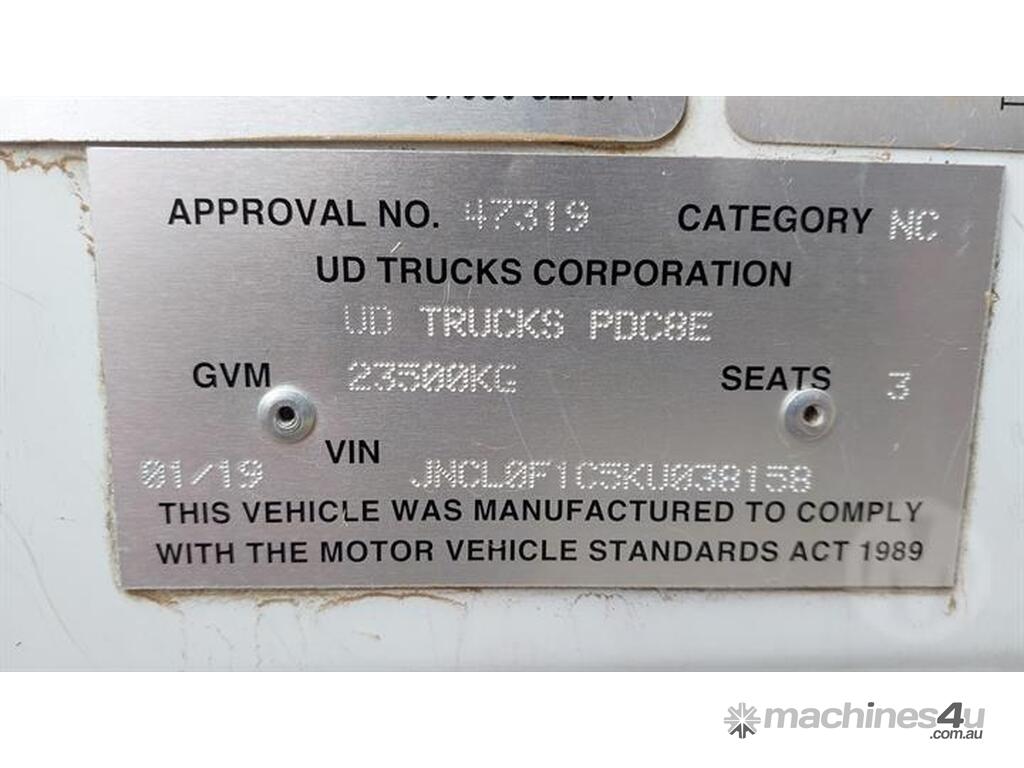 APPROVAL NO. 47319 CATEGORY NC
UD TRUCKS CORPORATION
UD TRUCKS PDC8E
GVM 23500KG SEATS 3
VIN
01/19 JNCL0F1C5KU038158
THIS VEHICLE WAS MANUFACTURED TO COMPLY
WITH THE MOTOR VEHICLE STANDARDS ACT 1989
machines4u
.com.au